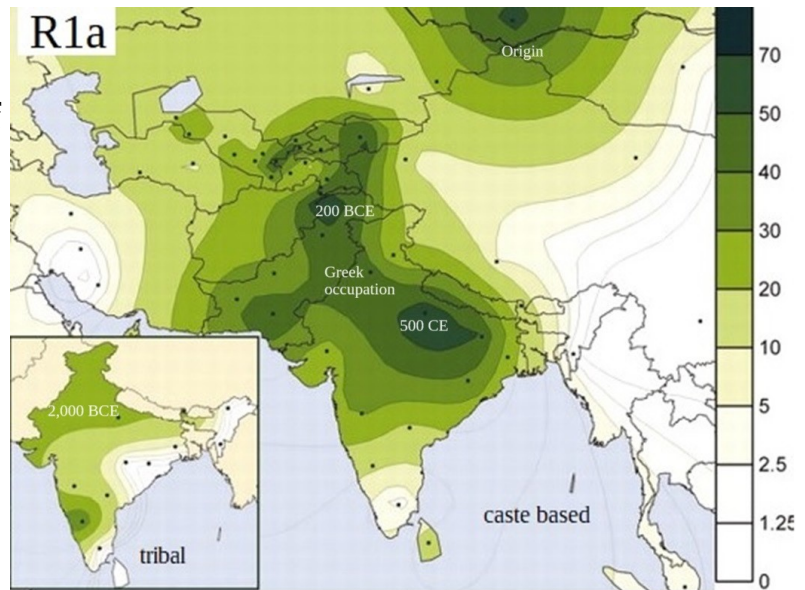 R1a
Origin
200 BCE
Greek
occupation
500 CE
2,000 BCE
tribal
caste based
70
50
40
30
20
10
5
2.5
1.25
0